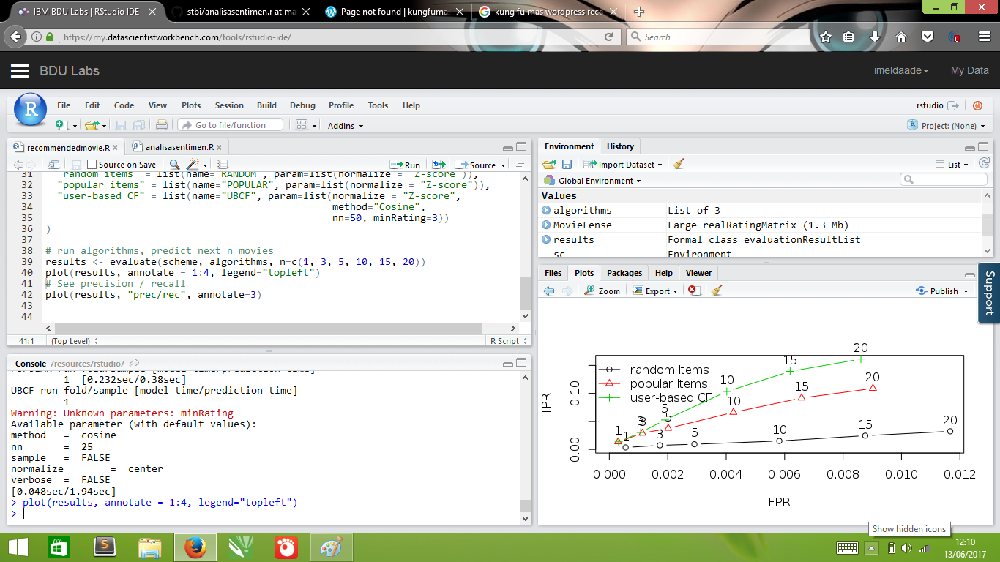 IBM BDU Labs | RStudio IDE
stbi/analisasentimen.r at ma
Page not found | kungfumas
kung fu mas wordpress reco
https://my.datascientistworkbench.com/tools/rstudio-ide/
Search
0
BDU Labs
imeldaade
My Data
R
File Edit Code View Plots Session Build Debug Profile Tools Help
rstudio
Go to file/function
Addins
Project: (None)
recommendedmovie.R
analisasentimen.R
Source on Save
Run
Source
31 "random items" = list(name="RANDOM", param=list(normalize = "Z-score")),
32 "popular items" = list(name="POPULAR", param=list(normalize = "Z-score")),
33 "user-based CF" = list(name="UBCF", param=list(normalize = "Z-score",
34 method="Cosine",
35 nn=50, minRating=3))
36 )
37
38 # run algorithms, predict next n movies
39 results <- evaluate(scheme, algorithms, n=c(1, 3, 5, 10, 15, 20))
40 plot(results, annotate = 1:4, legend="topleft")
41 # See precision / recall
42 plot(results, "prec/rec", annotate=3)
43
44
41:1
(Top Level)
R Script
Console /resources/rstudio/
1 [0.232sec/0.38sec]
UBCF run fold/sample [model time/prediction time]
1
Warning: Unknown parameters: minRating
Available parameter (with default values):
method = cosine
nn = 25
sample = FALSE
normalize = center
verbose = FALSE
[0.048sec/1.94sec]
> plot(results, annotate = 1:4, legend="topleft")
>
Environment History
Import Dataset
List
Global Environment
Values
algorithms List of 3
MovieLense Large realRatingMatrix (1.3 Mb)
results Formal class evaluationResultList
sc Environment
Files Plots Packages Help Viewer
Zoom
Export
Publish
Support
random items
popular items
user-based CF
1 3 5 10 15 20
1 3 5 10 15 20
1 3 5 10 15 20
TPR
0.10
0.00
0.000 0.002 0.004 0.006 0.008 0.010 0.012
FPR
Show hidden icons
S
12:10
13/06/2017